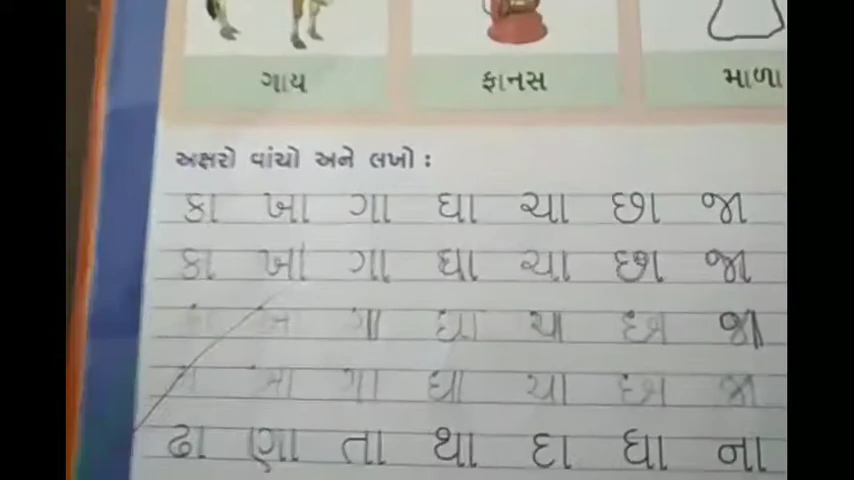 ગાય ફાનસ માળા
અક્ષરો વાંચો અને લખો :
કા ખા ગા ઘા ચા છા જા
કા ખાં ગા ઘા ચા છા જા
ગા ઘા ચા છા જા
ખા ગા ઘા ચા છા જા
ઢા ણા તા થા દા ધા ના